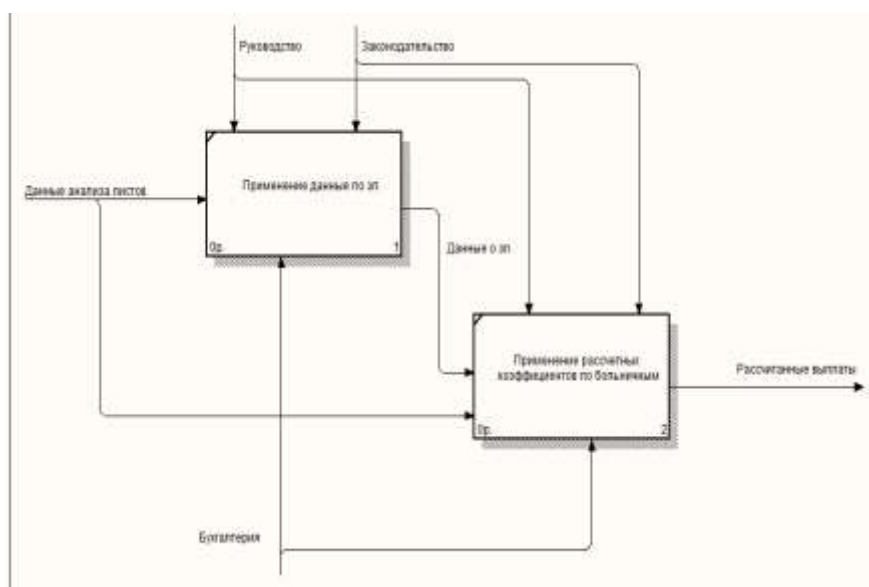 Руководство
Законодательство
Данные анализа листов
Применение данные по зп
0р.
1
Данные о зп
Применение рассчетных
коэффициентов по больничным
0р.
2
Рассчитанные выплаты
Бухгалтерия